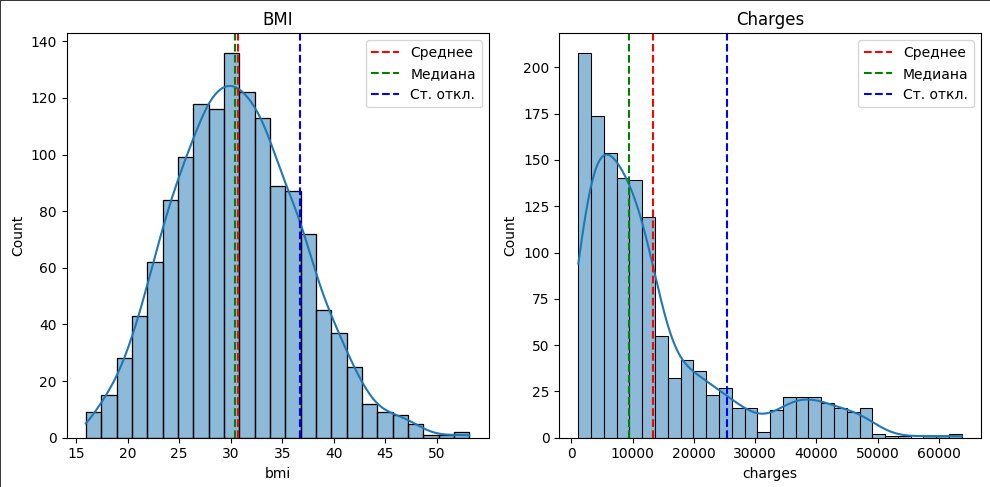 BMI
Среднее
Медиана
Ст. откл.
140
120
100
80
60
40
20
0
Count
15 20 25 30 35 40 45 50
bmi
Charges
Среднее
Медиана
Ст. откл.
200
175
150
125
100
75
50
25
0
Count
0 10000 20000 30000 40000 50000 60000
charges